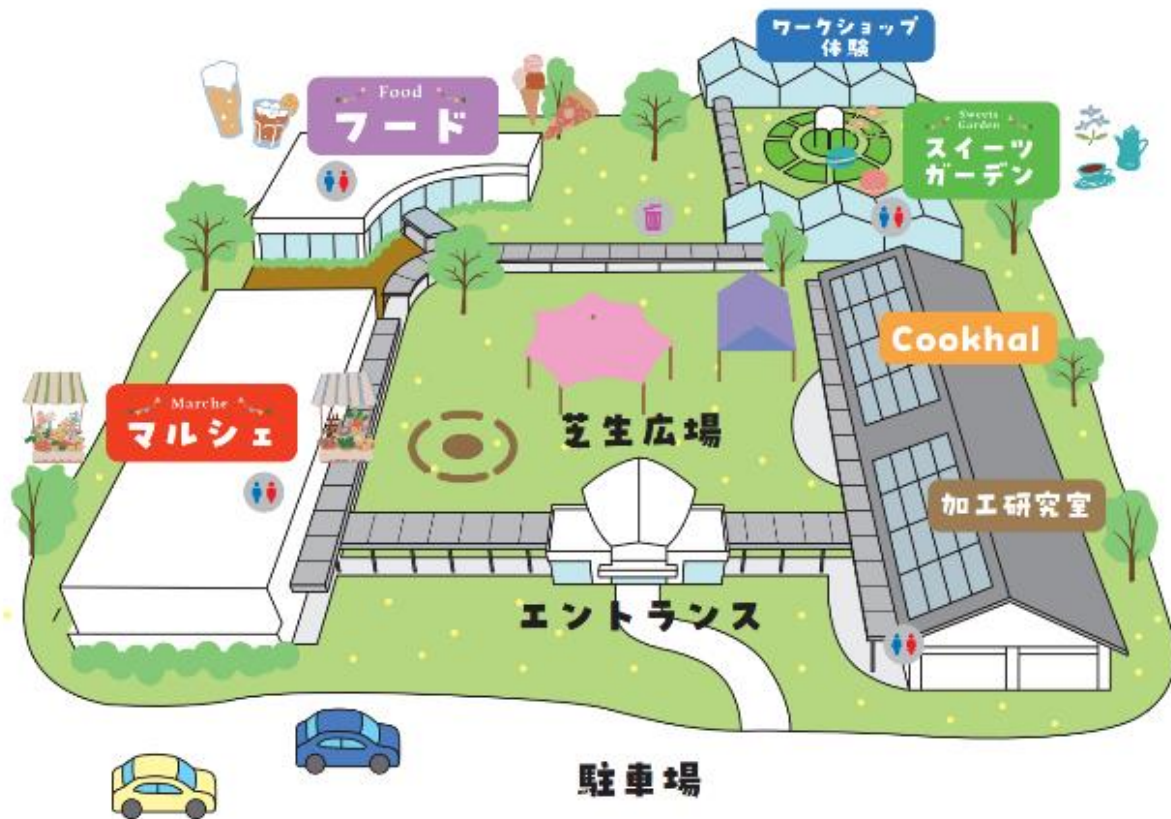 ワークショップ
体験
Food
フード
Sweets
Garden
スイーツ
ガーデン
Cookhal
Marche
マルシェ
芝生広場
加工研究室
エントランス
駐車場